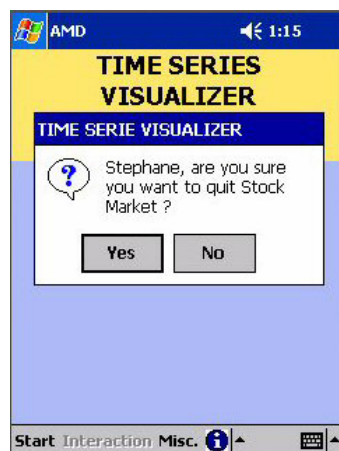 AMD 1:15
TIME SERIES
VISUALIZER
TIME SERIE VISUALIZER
Stephane, are you sure
you want to quit Stock
Market ?
Yes No
Start Interaction Misc.